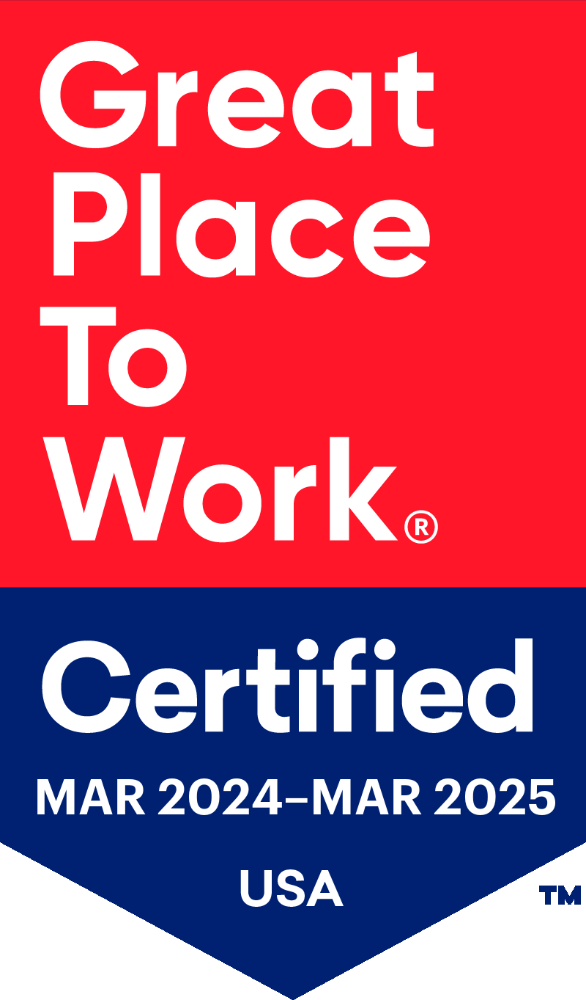 Great
Place
To
Work®
Certified
MAR 2024–MAR 2025
USA
TM